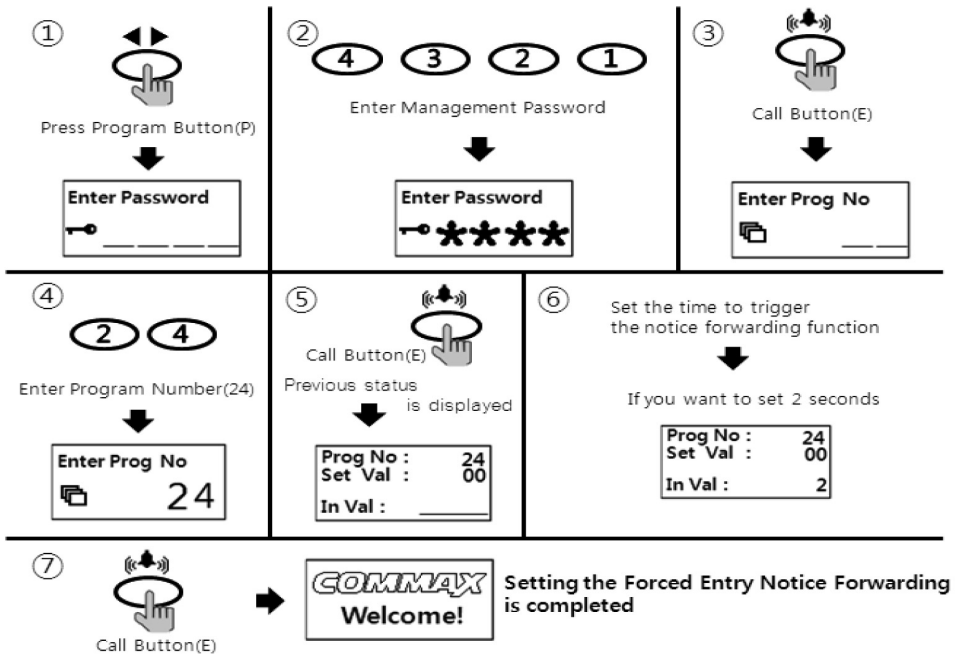 ①
Press Program Button(P)
Enter Password
②
4 3 2 1
Enter Management Password
Enter Password
③
Call Button(E)
Enter Prog No
④
2 4
Enter Program Number(24)
Enter Prog No
24
⑤
Call Button(E)
Previous status
is displayed
Prog No : 24
Set Val : 00
In Val :
⑥
Set the time to trigger
the notice forwarding function
If you want to set 2 seconds
Prog No : 24
Set Val : 00
In Val : 2
⑦
Call Button(E)
COMMAX
Welcome!
Setting the Forced Entry Notice Forwarding
is completed